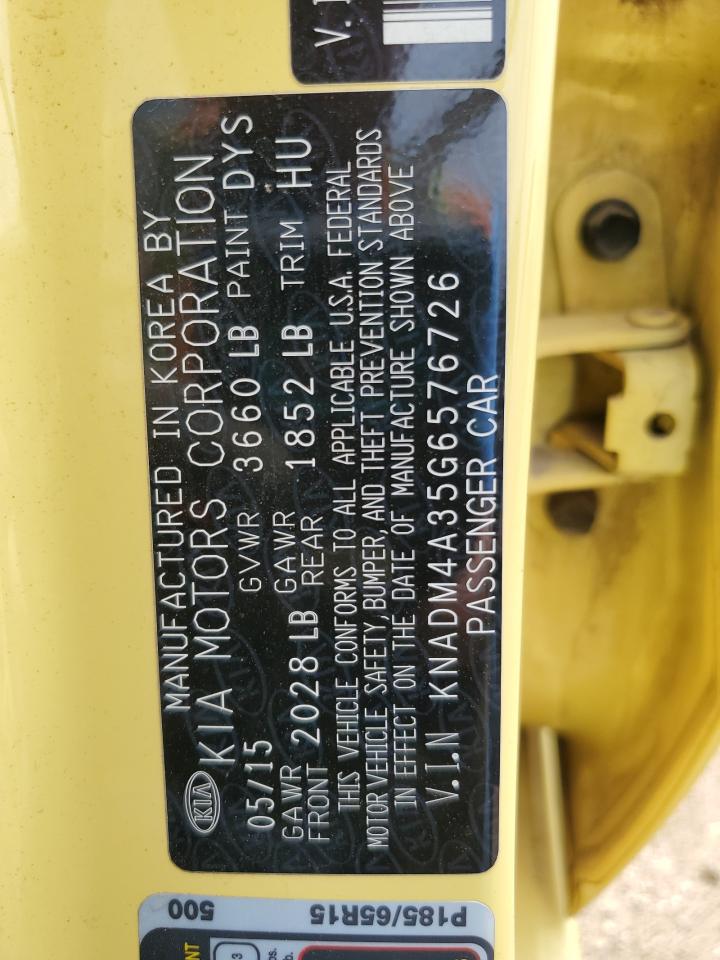 V.I
MANUFACTURED IN KOREA BY
KIA KIA MOTORS CORPORATION
05/15 GVWR 3660 LB PAINT DYS
GAWR FRONT 2028 LB GAWR REAR 1852 LB TRIM HU
THIS VEHICLE CONFORMS TO ALL APPLICABLE U.S.A. FEDERAL
MOTOR VEHICLE SAFETY, BUMPER, AND THEFT PREVENTION STANDARDS
IN EFFECT ON THE DATE OF MANUFACTURE SHOWN ABOVE
V.I.N KNADM4A35G6576726
PASSENGER CAR
P185/65R15
500
3